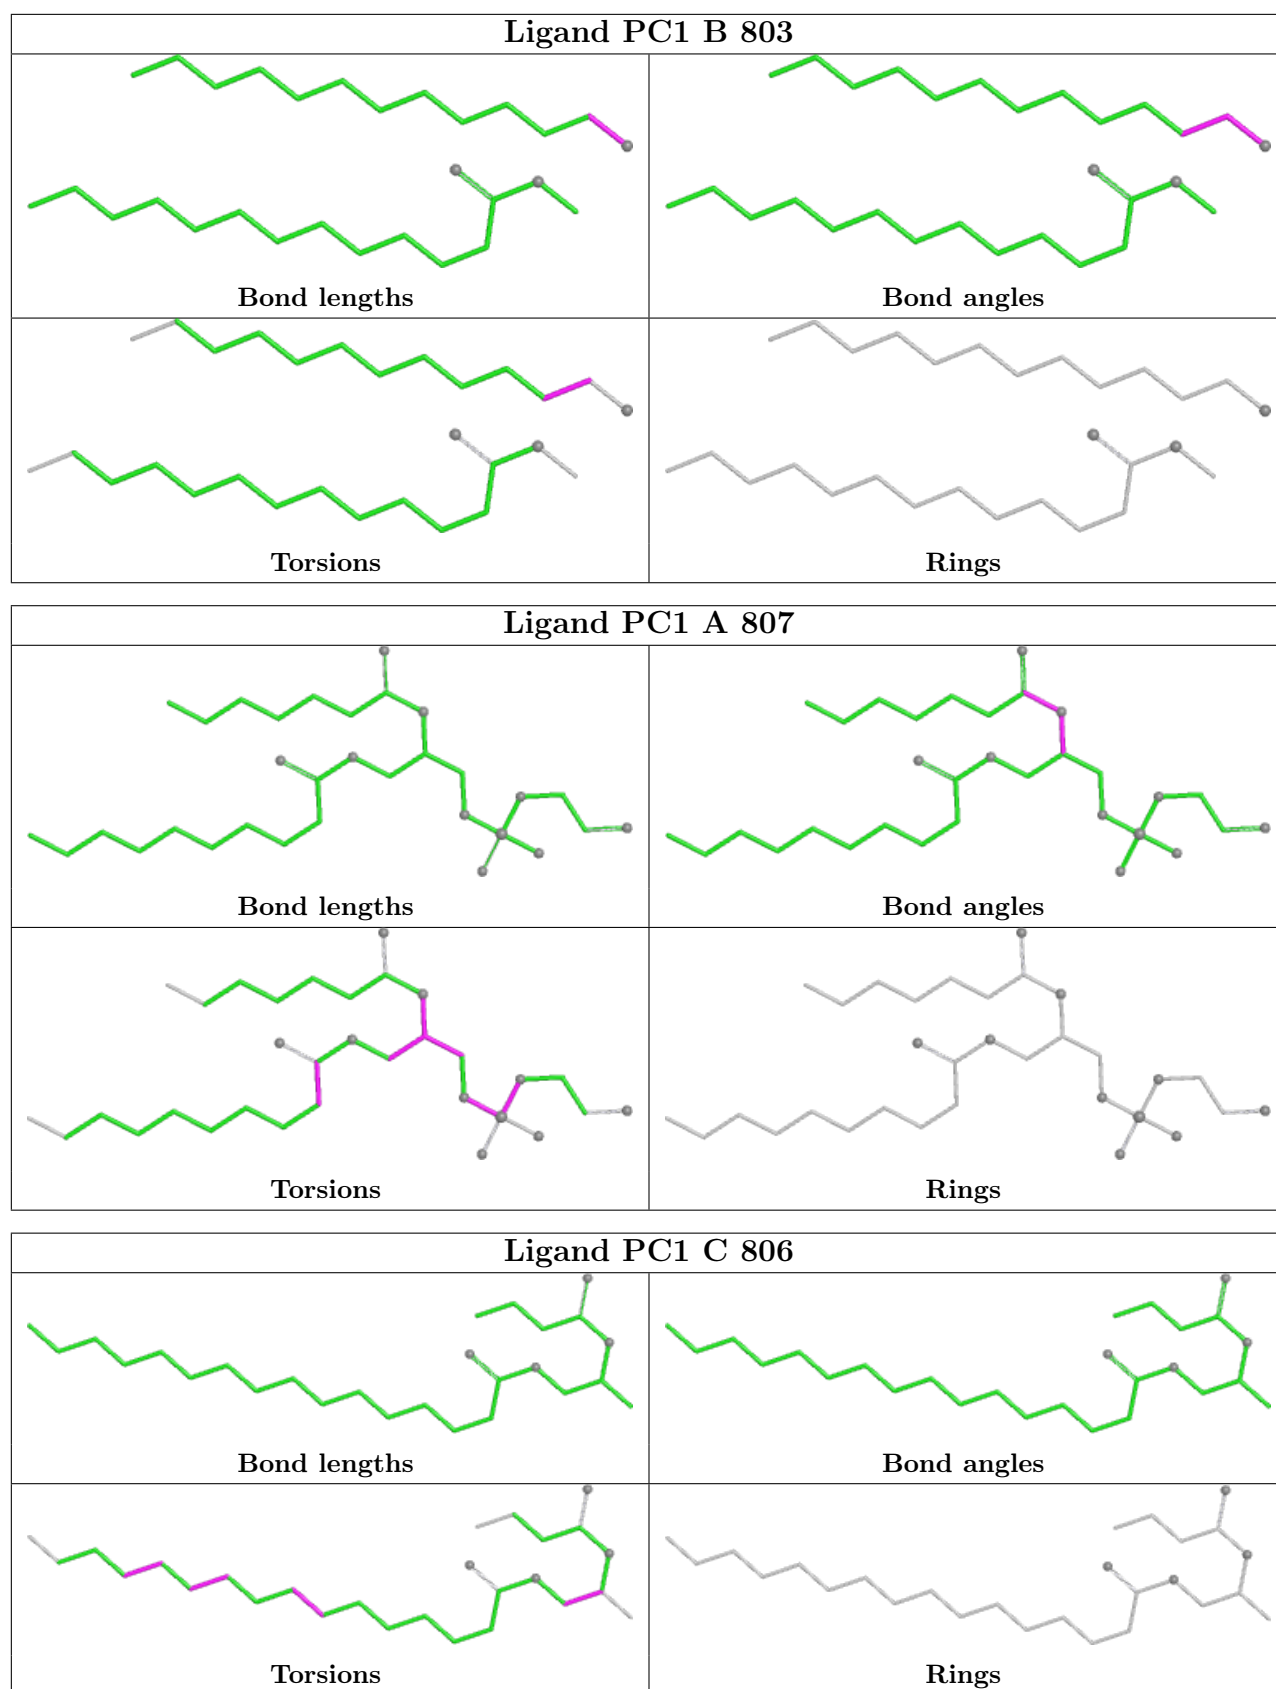 Ligand PC1 B 803
Bond lengths
Bond angles
Torsions
Rings
Ligand PC1 A 807
Bond lengths
Bond angles
Torsions
Rings
Ligand PC1 C 806
Bond lengths
Bond angles
Torsions
Rings